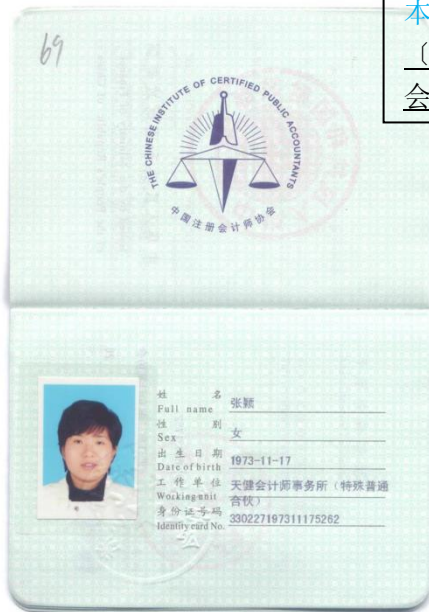 本
（
会
69
THE CHINESE INSTITUTE OF CERTIFIED PUBLIC ACCOUNTANTS
中国注册会计师协会
姓 名 张颖
Full name
性 别 女
Sex
出生日期 1973-11-17
Date of birth
工作单位 天健会计师事务所（特殊普通
Working unit 合伙）
身份证号码 330227197311175262
Identity card No.